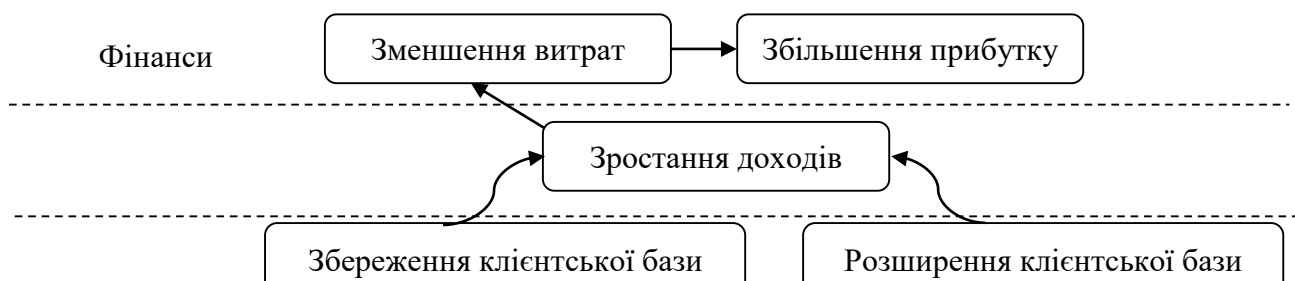 Фінанси
Зменшення витрат
Збільшення прибутку
Зростання доходів
Збереження клієнтської бази
Розширення клієнтської бази